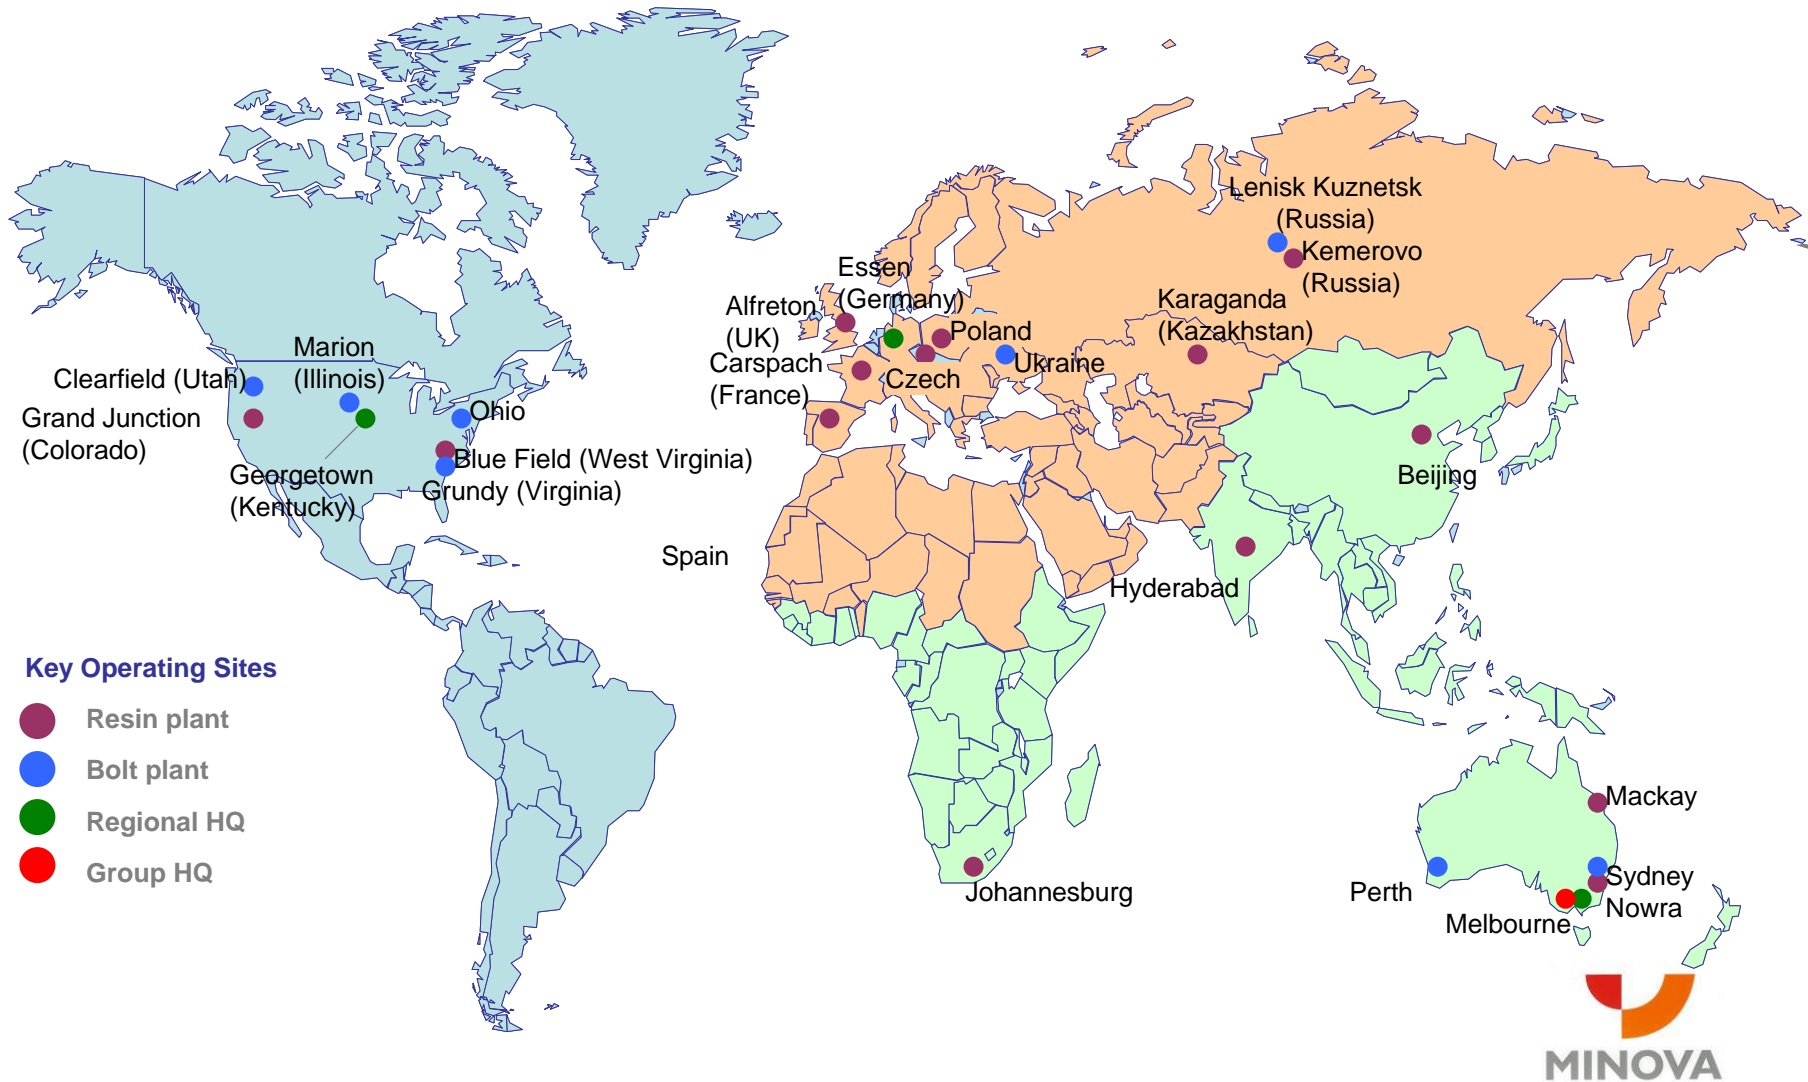 Lenisk Kuznetsk
(Russia)
Kemerovo
(Russia)
Essen
(Germany)
Karaganda
(Kazakhstan)
Alfreton
(UK)
Poland
Ukraine
Carspach
(France)
Czech
Marion
(Illinois)
Clearfield (Utah)
Grand Junction
(Colorado)
Ohio
Blue Field (West Virginia)
Grundy (Virginia)
Georgetown
(Kentucky)
Beijing
Spain
Hyderabad
Key Operating Sites
Resin plant
Bolt plant
Regional HQ
Group HQ
Johannesburg
Mackay
Perth
Sydney
Nowra
Melbourne
MINOVA